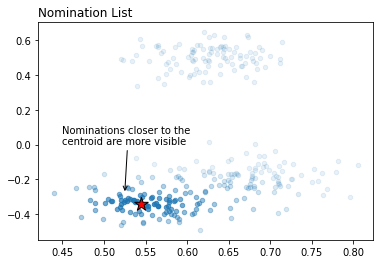 Nomination List
0.6
0.4
0.2
0.0
−0.2
−0.4
Nominations closer to the
centroid are more visible
0.45 0.50 0.55 0.60 0.65 0.70 0.75 0.80